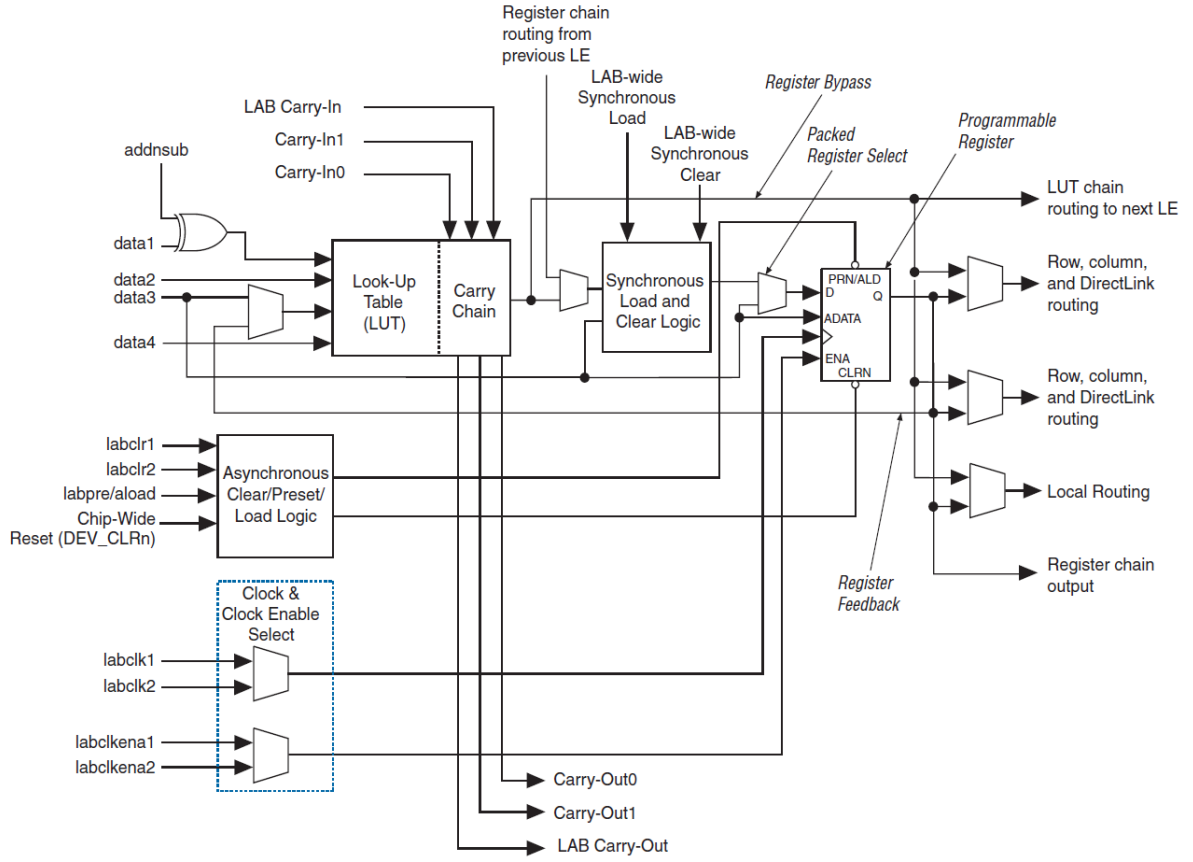 Register chain
routing from
previous LE
LAB-wide
Synchronous
Load
LAB-wide
Synchronous
Clear
Register Bypass
Packed
Register Select
Programmable
Register
LAB Carry-In
Carry-In1
Carry-In0
addnsub
data1
data2
data3
data4
Look-Up
Table
(LUT)
Carry
Chain
Synchronous
Load and
Clear Logic
PRN/ALD
D
Q
ADATA
ENA
CLRN
LUT chain
routing to next LE
Row, column,
and DirectLink
routing
Row, column,
and DirectLink
routing
Local Routing
Register chain
output
Register
Feedback
labclr1
labclr2
labpre/aload
Chip-Wide
Reset (DEV_CLRn)
Asynchronous
Clear/Preset/
Load Logic
Clock &
Clock Enable
Select
labclk1
labclk2
labclkena1
labclkena2
Carry-Out0
Carry-Out1
LAB Carry-Out